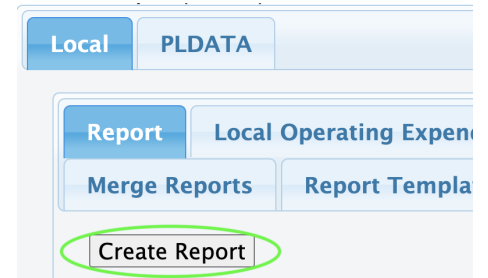 Local PLDATA
Report Local Operating Expen
Merge Reports Report Templa
Create Report